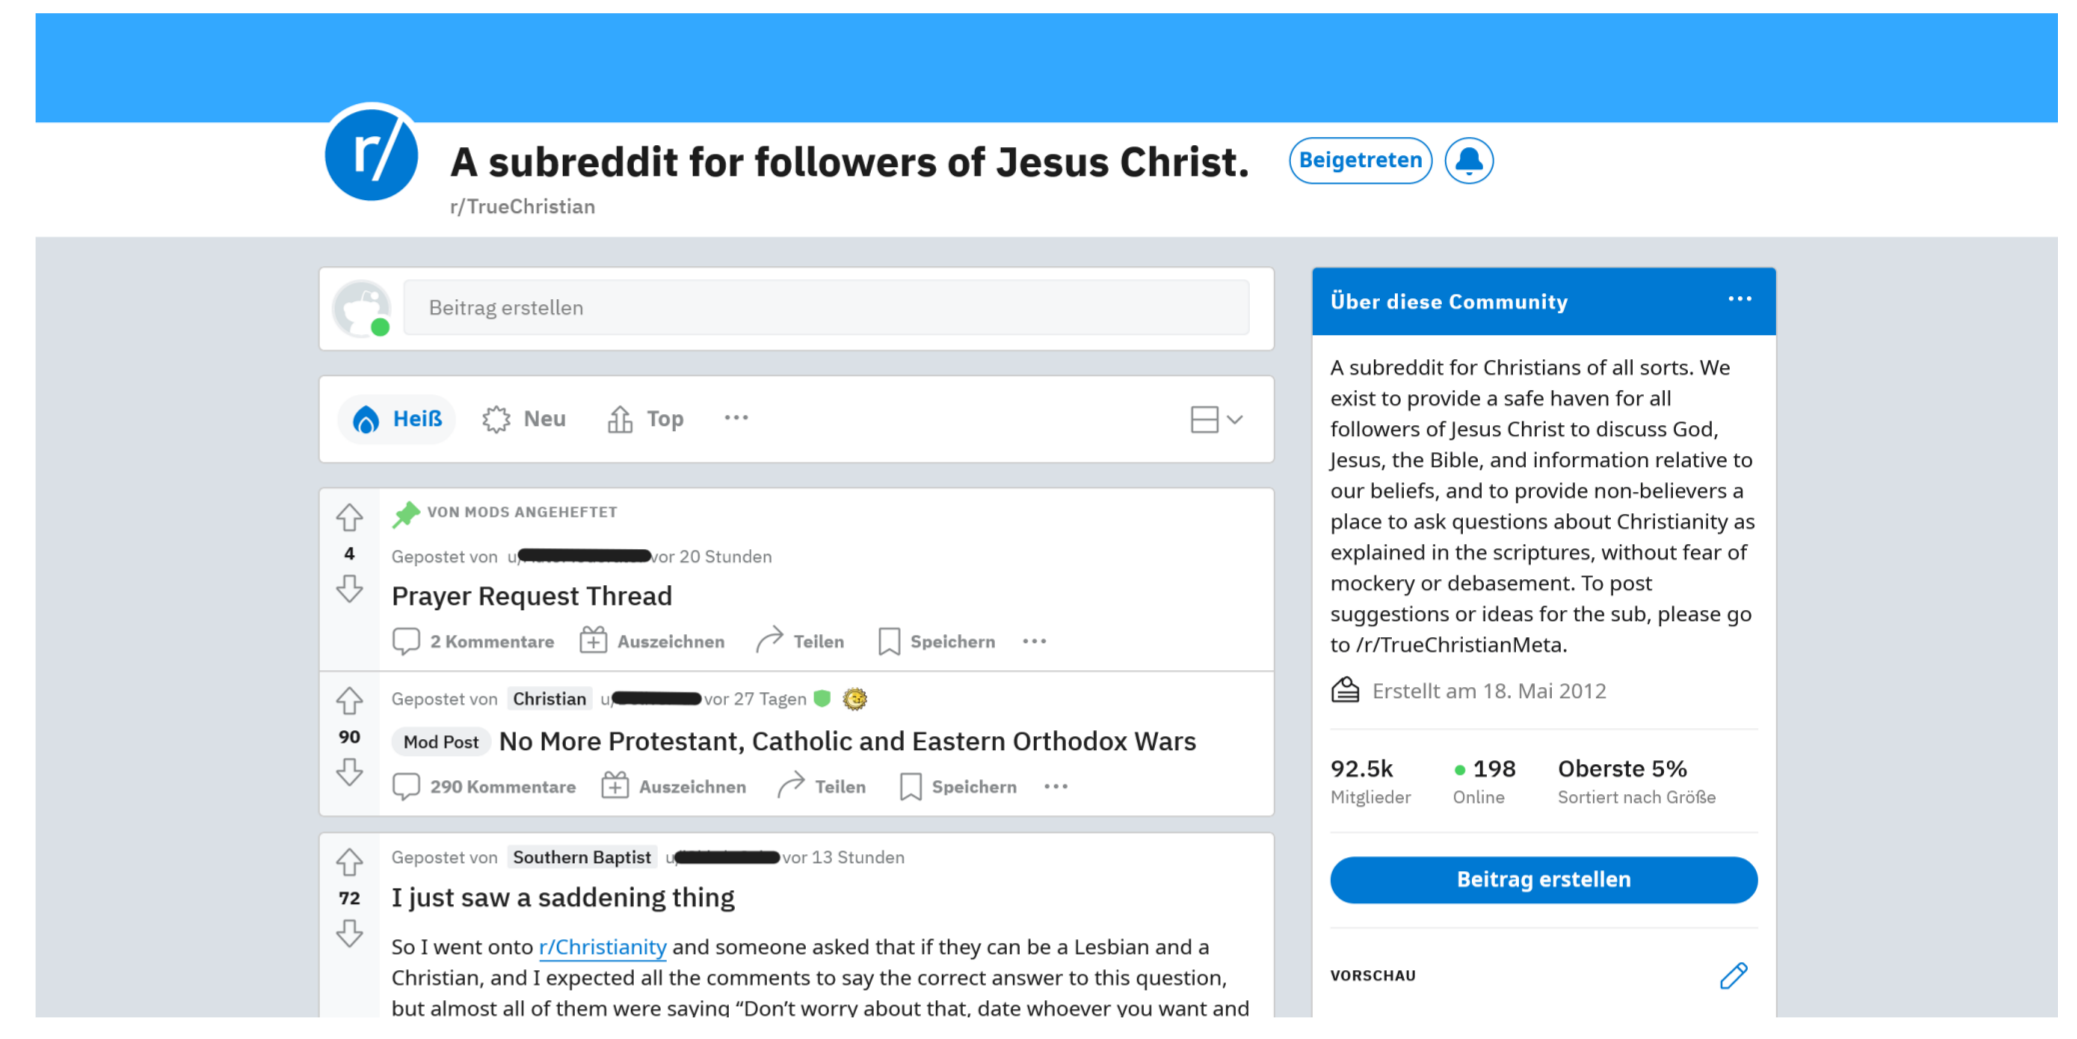 r/
A subreddit for followers of Jesus Christ.
Beigetreten
r/TrueChristian
Beitrag erstellen
Heiß
Neu
Top
VON MODS ANGEHEFTET
4
Gepostet von u/ vor 20 Stunden
Prayer Request Thread
2 Kommentare Auszeichnen Teilen Speichern
Gepostet von Christian u/ vor 27 Tagen
90
Mod Post No More Protestant, Catholic and Eastern Orthodox Wars
290 Kommentare Auszeichnen Teilen Speichern
Gepostet von Southern Baptist u/ vor 13 Stunden
72
I just saw a saddening thing
So I went onto r/Christianity and someone asked that if they can be a Lesbian and a
Christian, and I expected all the comments to say the correct answer to this question,
but almost all of them were saying “Don’t worry about that, date whoever you want and
Über diese Community
A subreddit for Christians of all sorts. We
exist to provide a safe haven for all
followers of Jesus Christ to discuss God,
Jesus, the Bible, and information relative to
our beliefs, and to provide non-believers a
place to ask questions about Christianity as
explained in the scriptures, without fear of
mockery or debasement. To post
suggestions or ideas for the sub, please go
to /r/TrueChristianMeta.
Erstellt am 18. Mai 2012
92.5k 198 Oberste 5%
Mitglieder Online Sortiert nach Größe
Beitrag erstellen
VORSCHAU